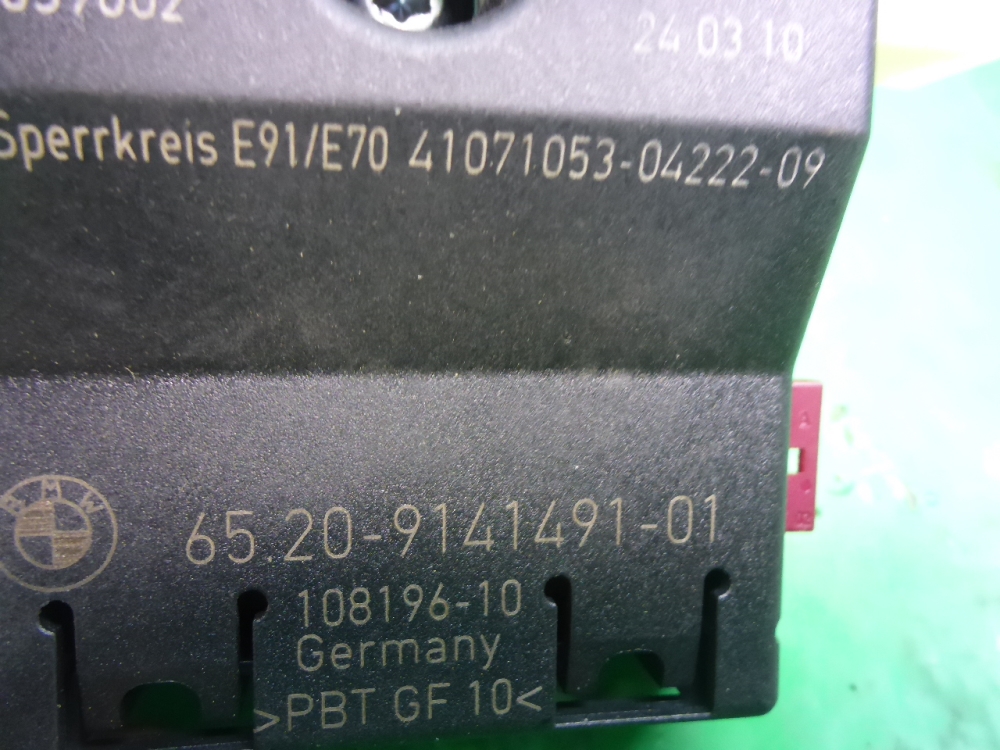 24 03 10
Sperrkreis E91/E70 41071053-04222-09
BMW
65.20-9141491-01
108196-10
Germany
>PBT GF 10<